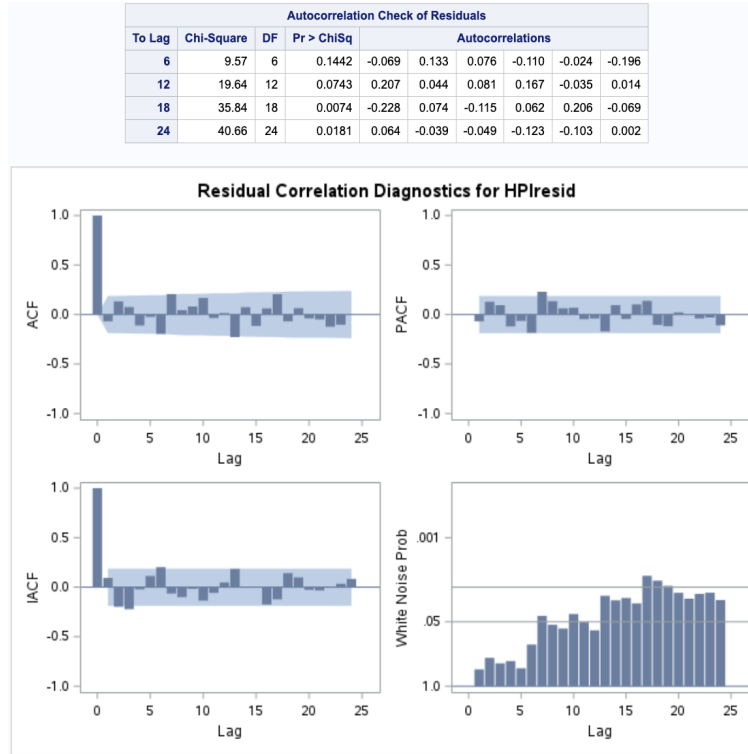 Autocorrelation Check of Residuals
To Lag Chi-Square DF Pr > ChiSq Autocorrelations
6 9.57 6 0.1442 -0.069 0.133 0.076 -0.110 -0.024 -0.196
12 19.64 12 0.0743 0.207 0.044 0.081 0.167 -0.035 0.014
18 35.84 18 0.0074 -0.228 0.074 -0.115 0.062 0.206 -0.069
24 40.66 24 0.0181 0.064 -0.039 -0.049 -0.123 -0.103 0.002
Residual Correlation Diagnostics for HPIresid
ACF
1.0
0.5
0.0
-0.5
-1.0
0 5 10 15 20 25
Lag
PACF
1.0
0.5
0.0
-0.5
-1.0
0 5 10 15 20 25
Lag
IACF
1.0
0.5
0.0
-0.5
-1.0
0 5 10 15 20 25
Lag
White Noise Prob
.001
.05
1.0
0 5 10 15 20 25
Lag